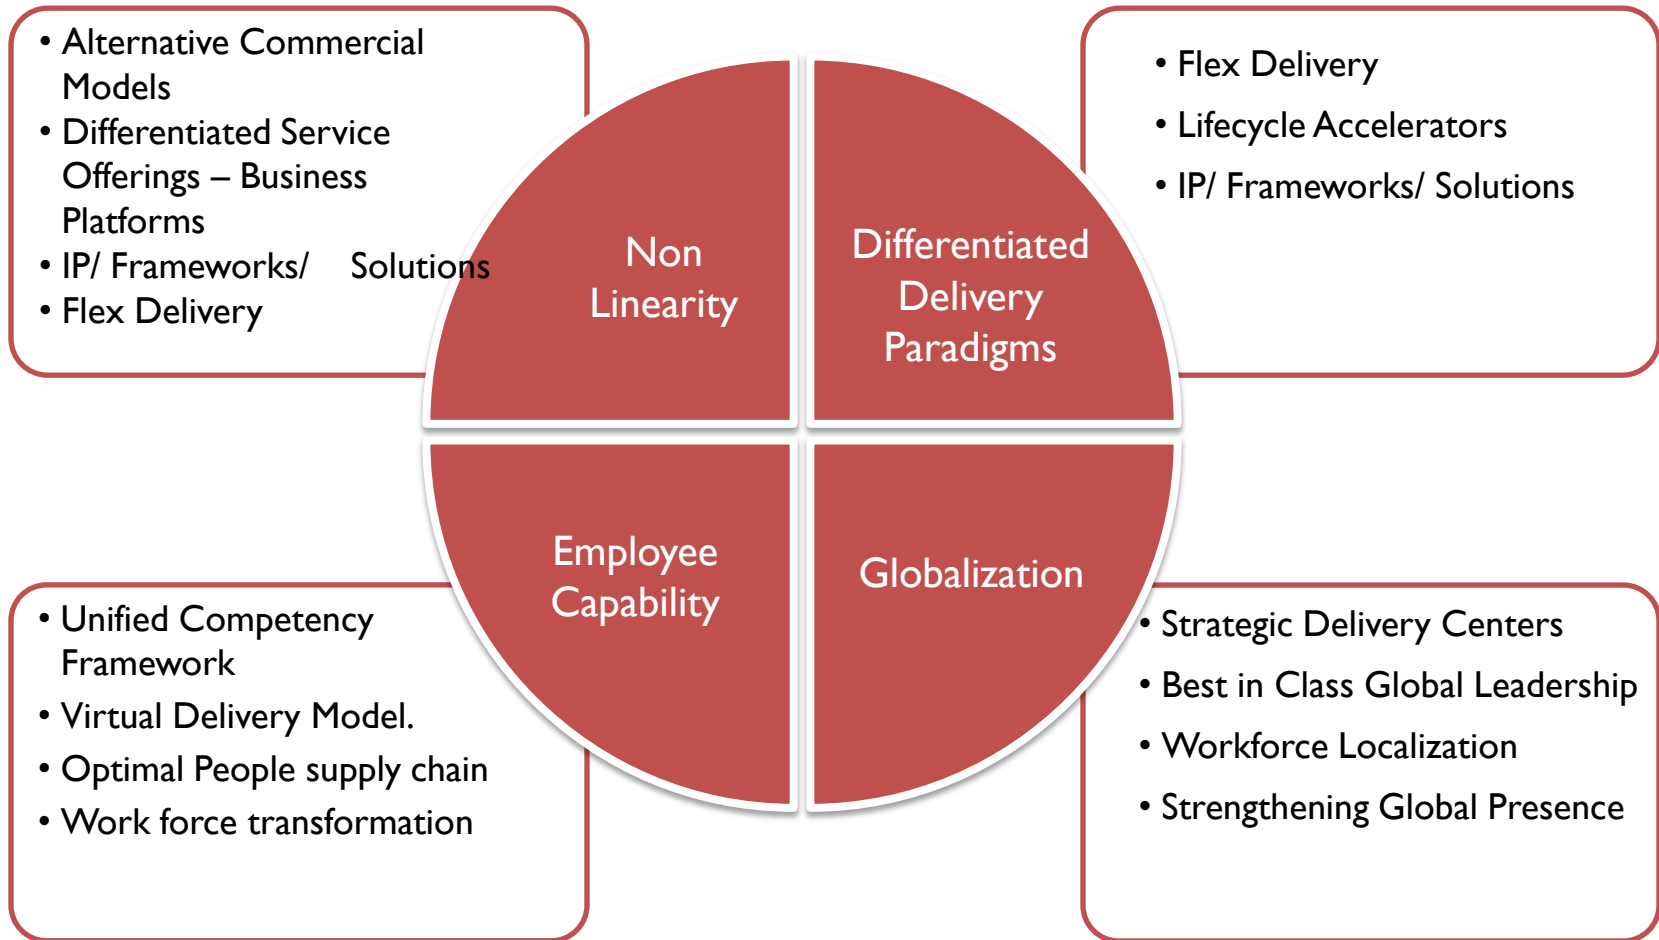 • Alternative Commercial
Models
• Differentiated Service
Offerings – Business
Platforms
• IP/ Frameworks/ Solutions
• Flex Delivery
Non
Linearity
Differentiated
Delivery
Paradigms
• Flex Delivery
• Lifecycle Accelerators
• IP/ Frameworks/ Solutions
• Unified Competency
Framework
• Virtual Delivery Model.
• Optimal People supply chain
• Work force transformation
Employee
Capability
Globalization
• Strategic Delivery Centers
• Best in Class Global Leadership
• Workforce Localization
• Strengthening Global Presence